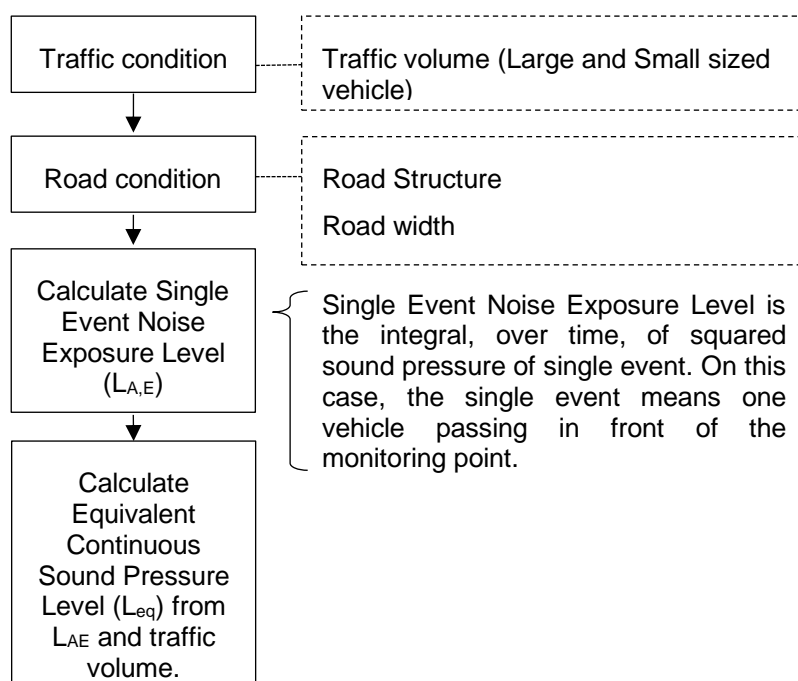 Traffic condition
Traffic volume (Large and Small sized
vehicle)
Road condition
Road Structure
Road width
Calculate Single
Event Noise
Exposure Level
(LA,E)
Single Event Noise Exposure Level is
the integral, over time, of squared
sound pressure of single event. On this
case, the single event means one
vehicle passing in front of the
monitoring point.
Calculate
Equivalent
Continuous
Sound Pressure
Level (Leq) from
LAE and traffic
volume.